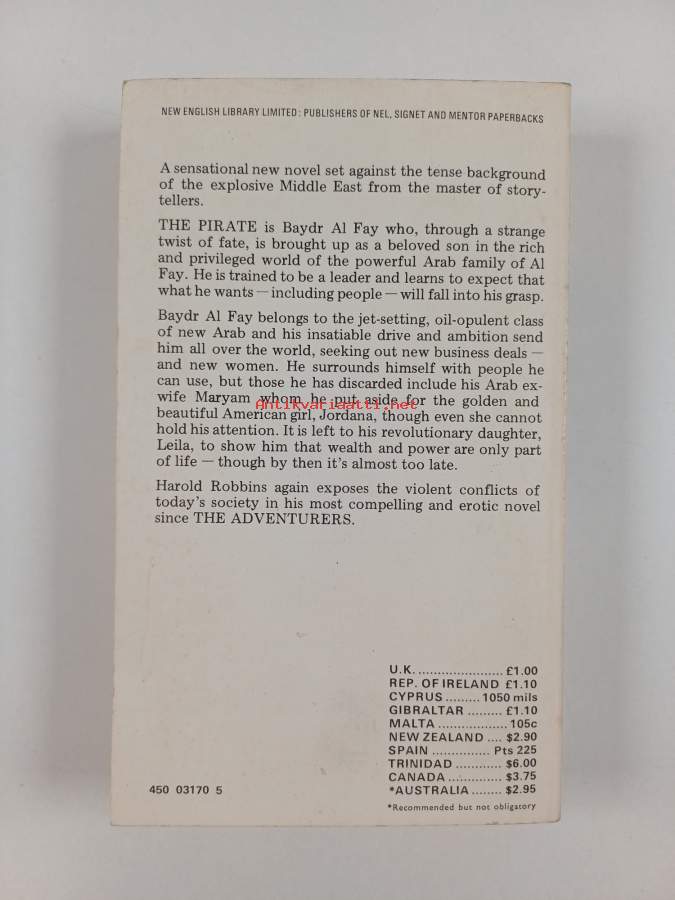 NEW ENGLISH LIBRARY LIMITED: PUBLISHERS OF NEL, SIGNET AND MENTOR PAPERBACKS
A sensational new novel set against the tense background
of the explosive Middle East from the master of story-
tellers.
THE PIRATE is Baydr Al Fay who, through a strange
twist of fate, is brought up as a beloved son in the rich
and privileged world of the powerful Arab family of Al
Fay. He is trained to be a leader and learns to expect that
what he wants — including people — will fall into his grasp.
Baydr Al Fay belongs to the jet-setting, oil-opulent class
of new Arab and his insatiable drive and ambition send
him all over the world, seeking out new business deals —
and new women. He surrounds himself with people he
can use, but those he has discarded include his Arab ex-
wife Maryam whom he put aside for the golden and
Antikvariaatti.net
beautiful American girl, Jordana, though even she cannot
hold his attention. It is left to his revolutionary daughter,
Leila, to show him that wealth and power are only part
of life — though by then it's almost too late.
Harold Robbins again exposes the violent conflicts of
today's society in his most compelling and erotic novel
since THE ADVENTURERS.
U.K. ...................... £1.00
REP. OF IRELAND £1.10
CYPRUS ......... 1050 mils
GIBRALTAR ......... £1.10
MALTA .................. 105c
NEW ZEALAND .... $2.90
SPAIN ............... Pts 225
TRINIDAD ............ $6.00
CANADA .............. $3.75
*AUSTRALIA ........ $2.95
*Recommended but not obligatory
450 03170 5